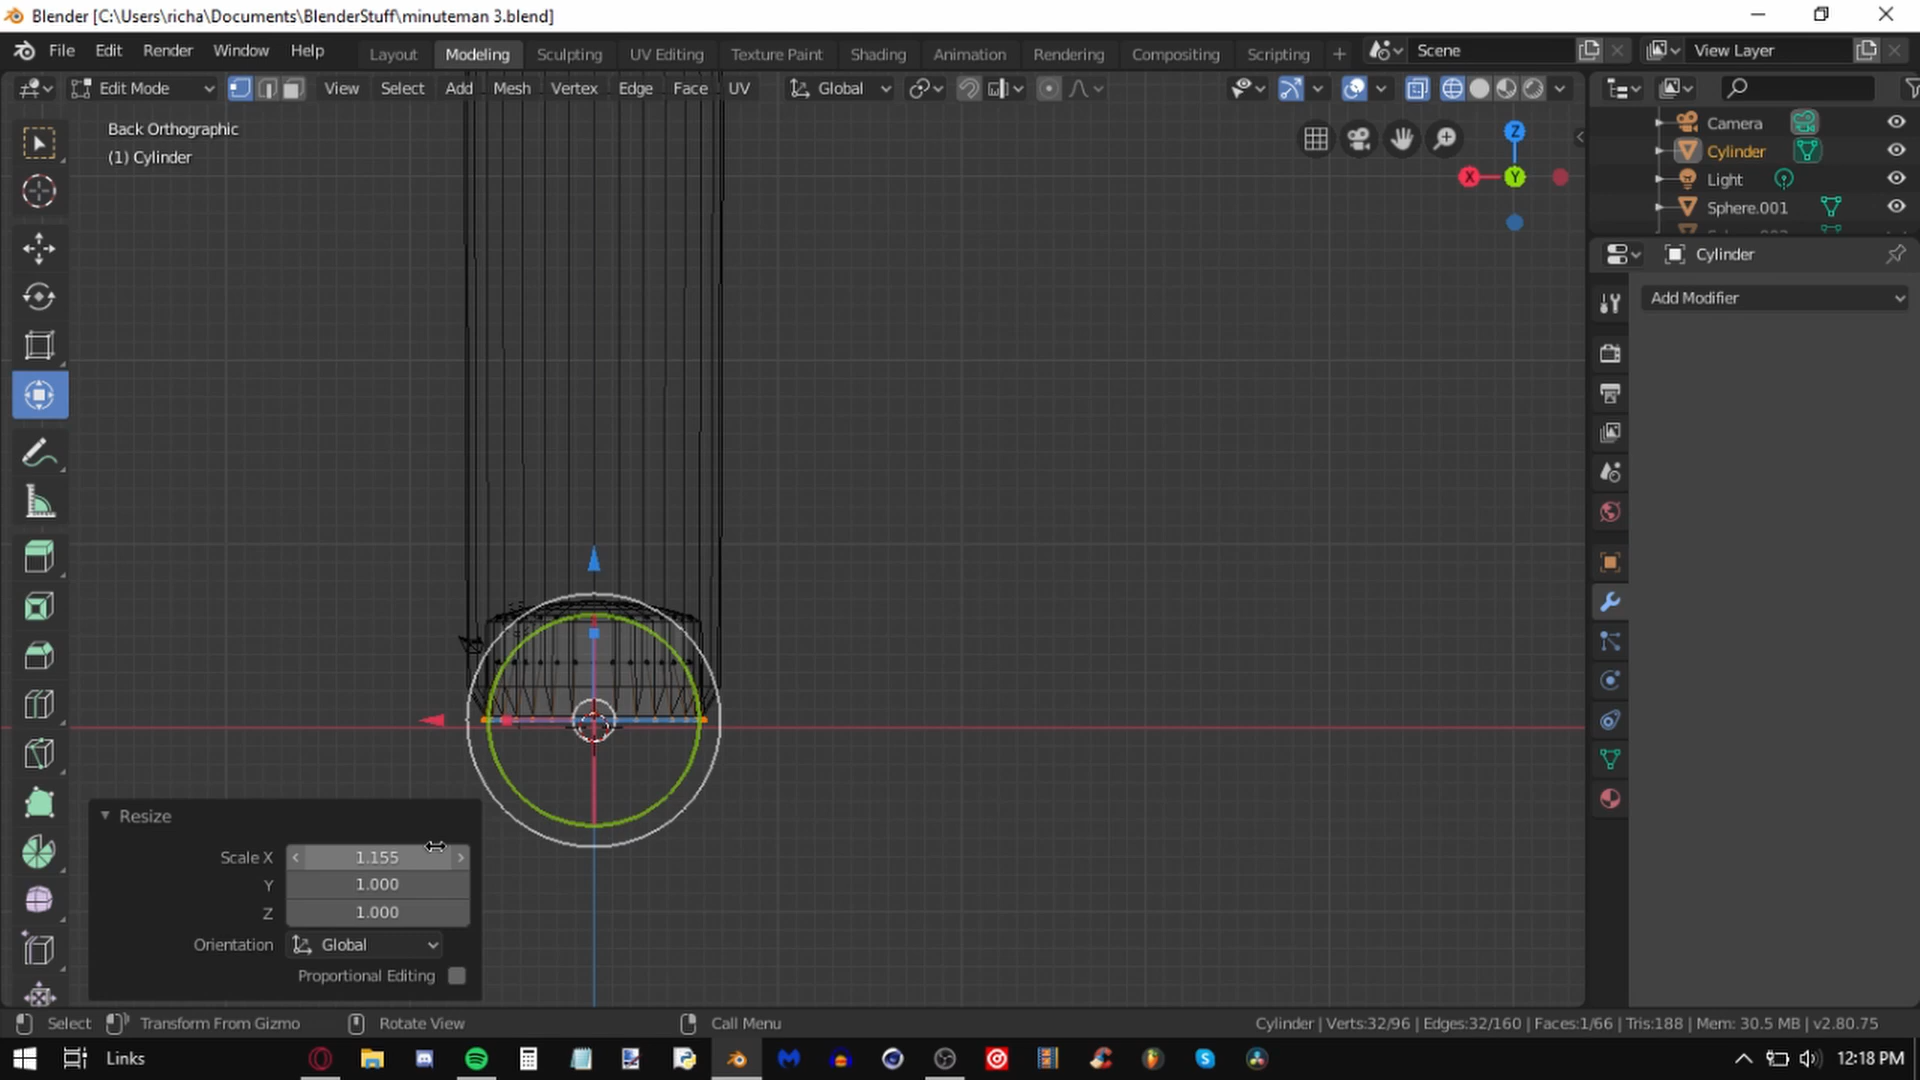 Blender [C:\Users\richa\Documents\BlenderStuff\minuteman 3.blend]
File Edit Render Window Help
Layout Modeling Sculpting UV Editing Texture Paint Shading Animation Rendering Compositing Scripting +
Scene
View Layer
Edit Mode
View Select Add Mesh Vertex Edge Face UV
Global
Back Orthographic
(1) Cylinder
Z
X
Y
Camera
Cylinder
Light
Sphere.001
Cylinder
Add Modifier
Resize
Scale X 1.155
Y 1.000
Z 1.000
Orientation Global
Proportional Editing
Select
Transform From Gizmo
Rotate View
Call Menu
Cylinder | Verts:32/96 | Edges:32/160 | Faces:1/66 | Tris:188 | Mem: 30.5 MB | v2.80.75
Links
12:18 PM